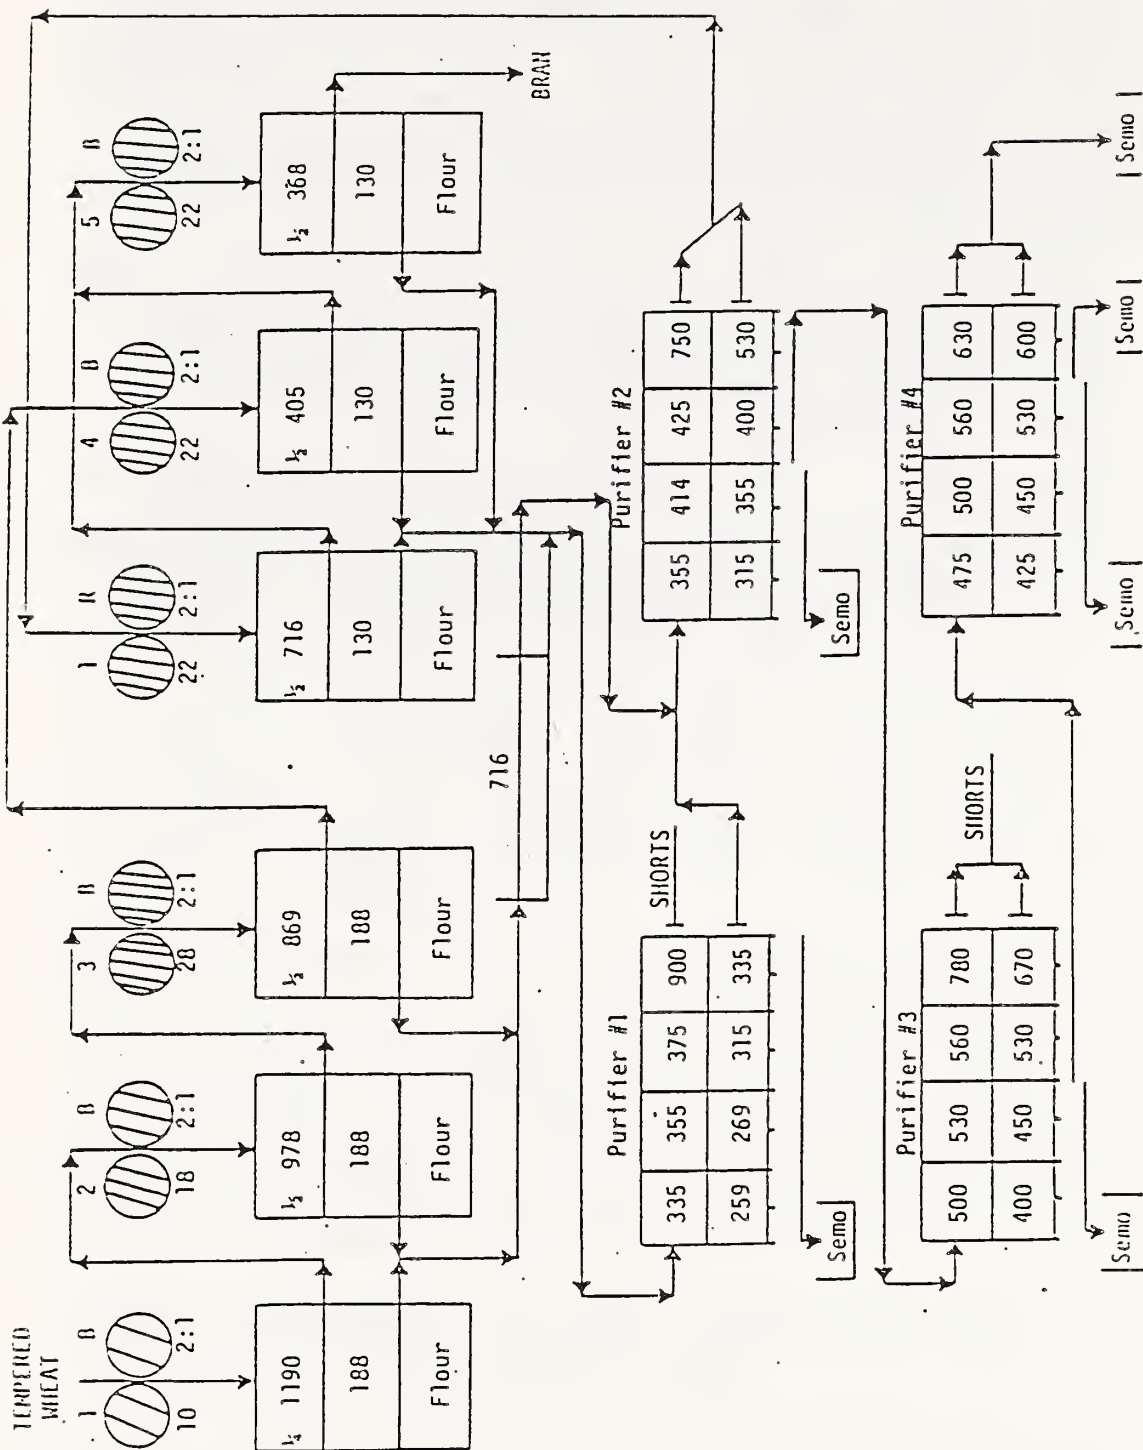 TEMPERED
WHEAT
1 B 2 B 3 B 1 R 4 B 5 B
10 2:1 18 2:1 28 2:1 22 2:1 22 2:1 22 2:1
¼ 1190 ½ 978 ½ 869 ½ 716 ½ 405 ½ 368
188 188 188 130 130 130
Flour Flour Flour Flour Flour Flour
716
BRAN
Purifier #1 Purifier #2
335 355 375 900 SHORTS 355 414 425 750
259 269 315 335 315 355 400 530
Semo Semo
Purifier #3 Purifier #4
500 530 560 780 475 500 560 630
400 450 530 670 SHORTS 425 450 530 600
Semo Semo Semo Semo